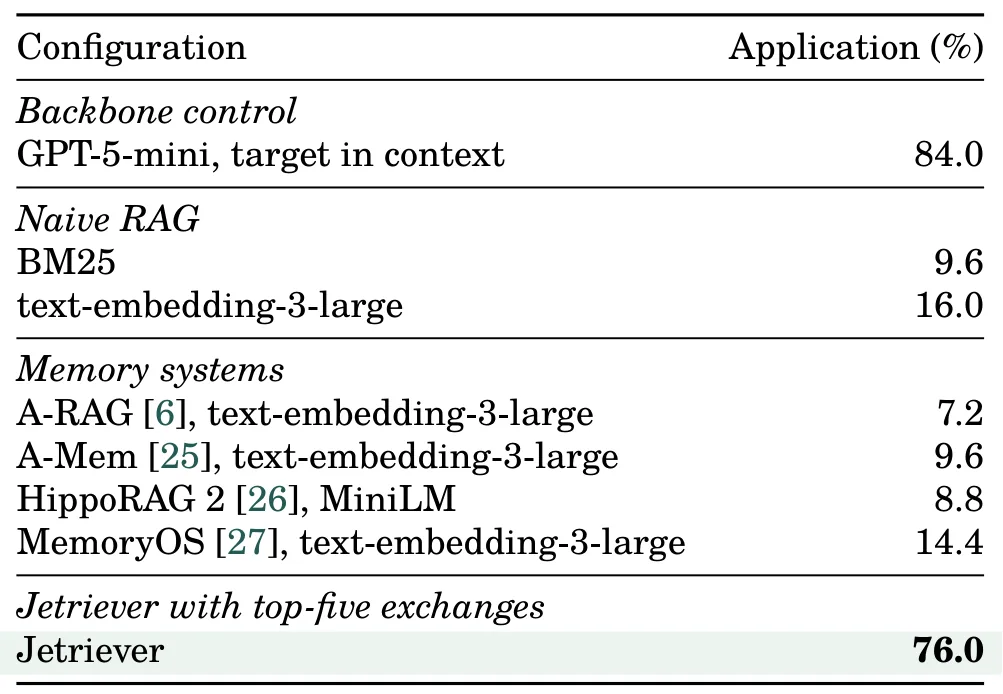 Configuration Application (%)
Backbone control
GPT-5-mini, target in context 84.0
Naive RAG
BM25 9.6
text-embedding-3-large 16.0
Memory systems
A-RAG [6], text-embedding-3-large 7.2
A-Mem [25], text-embedding-3-large 9.6
HippoRAG 2 [26], MiniLM 8.8
MemoryOS [27], text-embedding-3-large 14.4
Jetriever with top-five exchanges
Jetriever 76.0